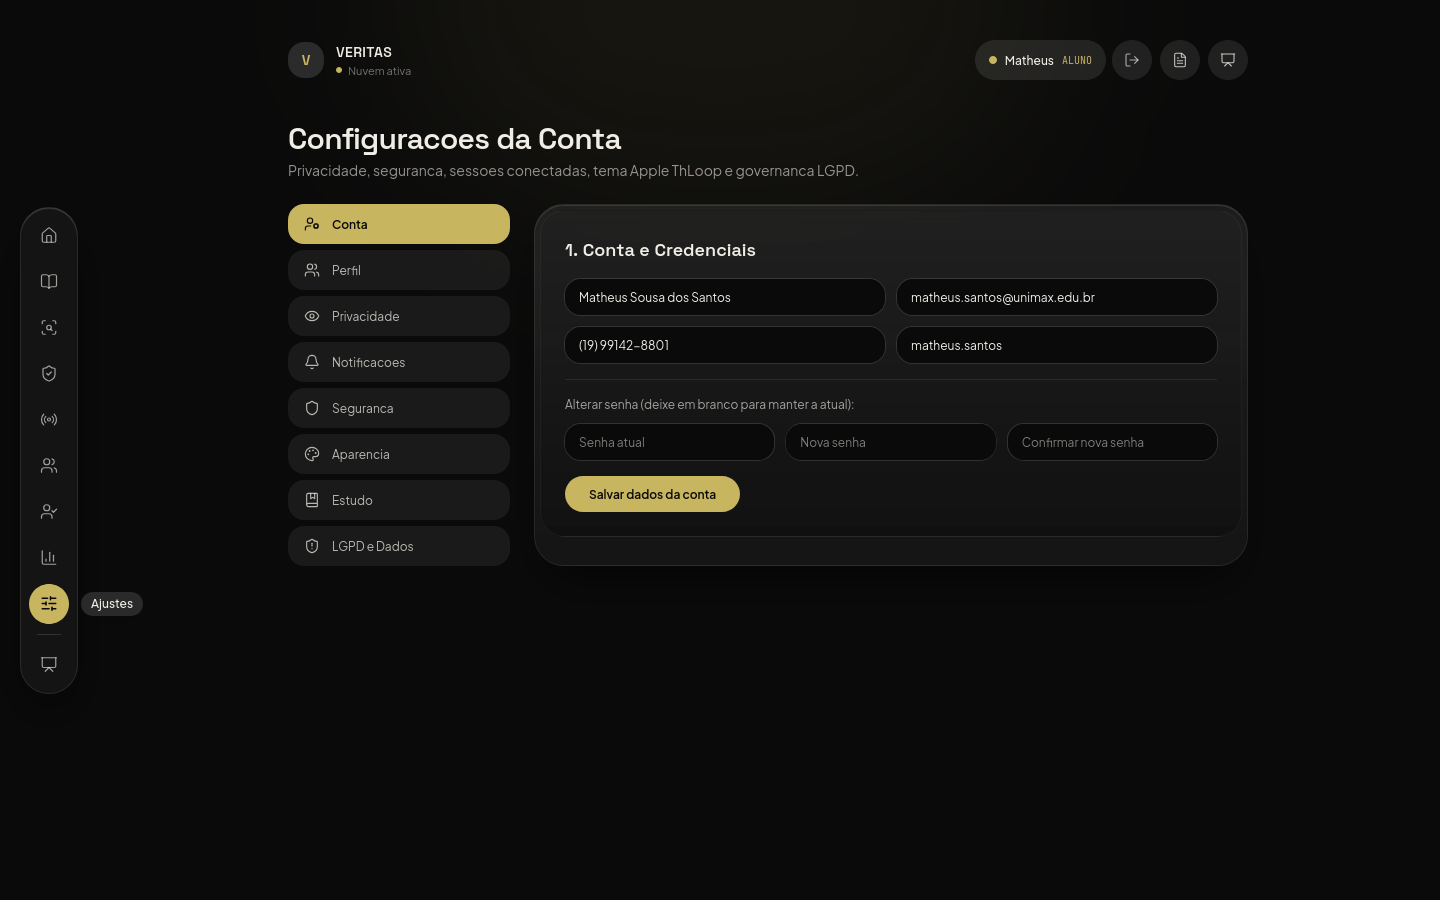 V
VERITAS
Nuvem ativa
Matheus ALUNO
Configuracoes da Conta
Privacidade, seguranca, sessoes conectadas, tema Apple ThLoop e governanca LGPD.
Conta
Perfil
Privacidade
Notificacoes
Seguranca
Aparencia
Estudo
LGPD e Dados
Ajustes
1. Conta e Credenciais
Matheus Sousa dos Santos
matheus.santos@unimax.edu.br
(19) 99142-8801
matheus.santos
Alterar senha (deixe em branco para manter a atual):
Senha atual
Nova senha
Confirmar nova senha
Salvar dados da conta